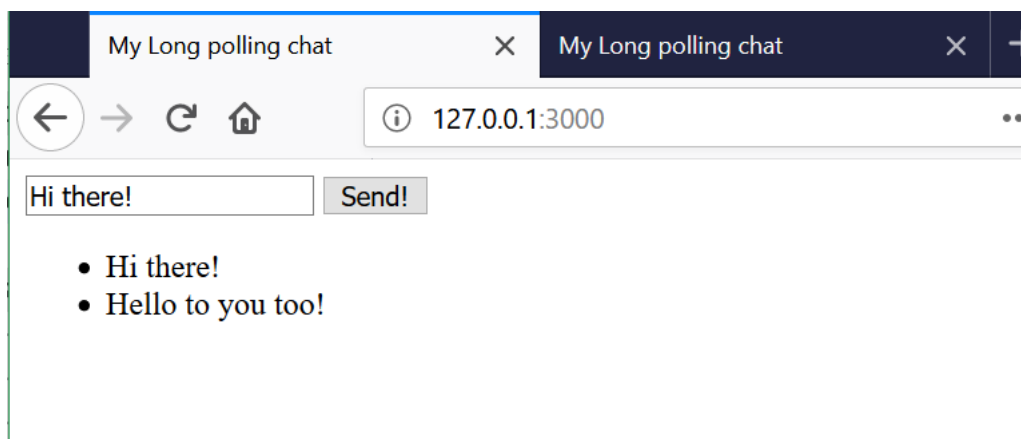 My Long polling chat My Long polling chat
127.0.0.1:3000
Hi there! Send!
Hi there!
Hello to you too!